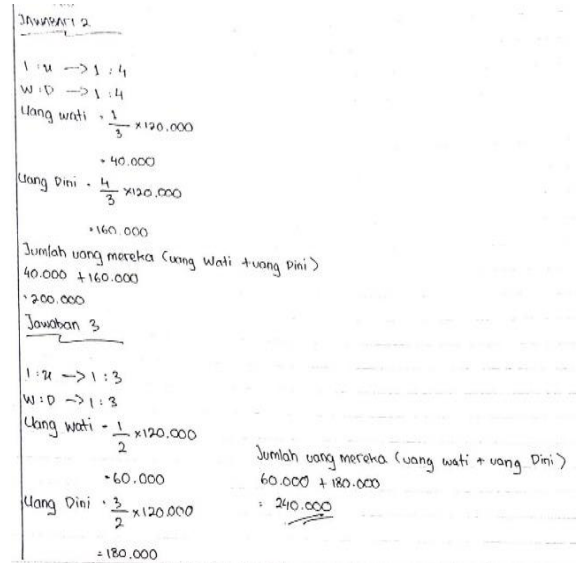 JAWABAN 2
1 : u → 1 : 4
W : D → 1 : 4
Uang wati = 1/3 × 120.000
= 40.000
Uang Dini = 4/3 × 120.000
= 160.000
Jumlah uang mereka (uang Wati + uang Dini)
40.000 + 160.000
= 200.000
Jawaban 3
1 : u → 1 : 3
W : D → 1 : 3
Uang wati = 1/2 × 120.000
= 60.000
Uang Dini = 3/2 × 120.000
= 180.000
Jumlah uang mereka (uang wati + uang Dini)
60.000 + 180.000
= 240.000